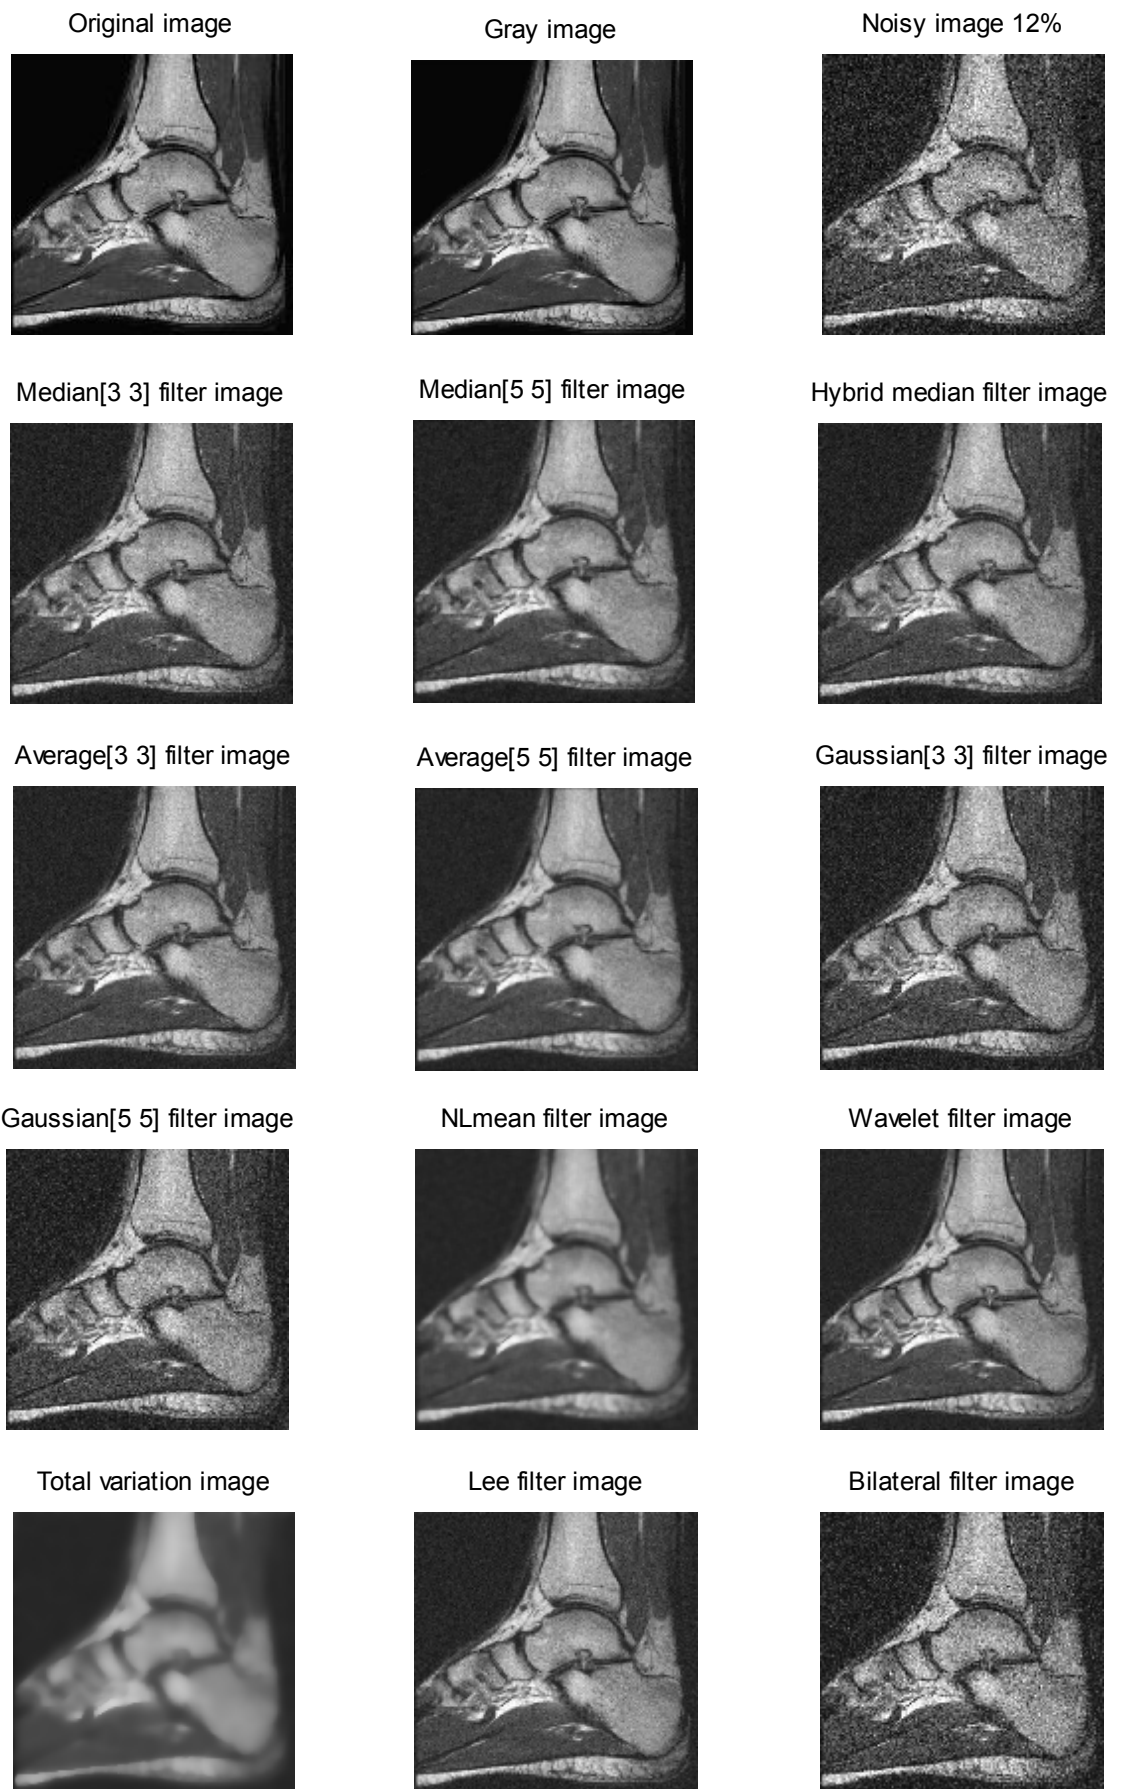 Original image
Gray image
Noisy image 12%
Median[3 3] filter image
Median[5 5] filter image
Hybrid median filter image
Average[3 3] filter image
Average[5 5] filter image
Gaussian[3 3] filter image
Gaussian[5 5] filter image
NLmean filter image
Wavelet filter image
Total variation image
Lee filter image
Bilateral filter image